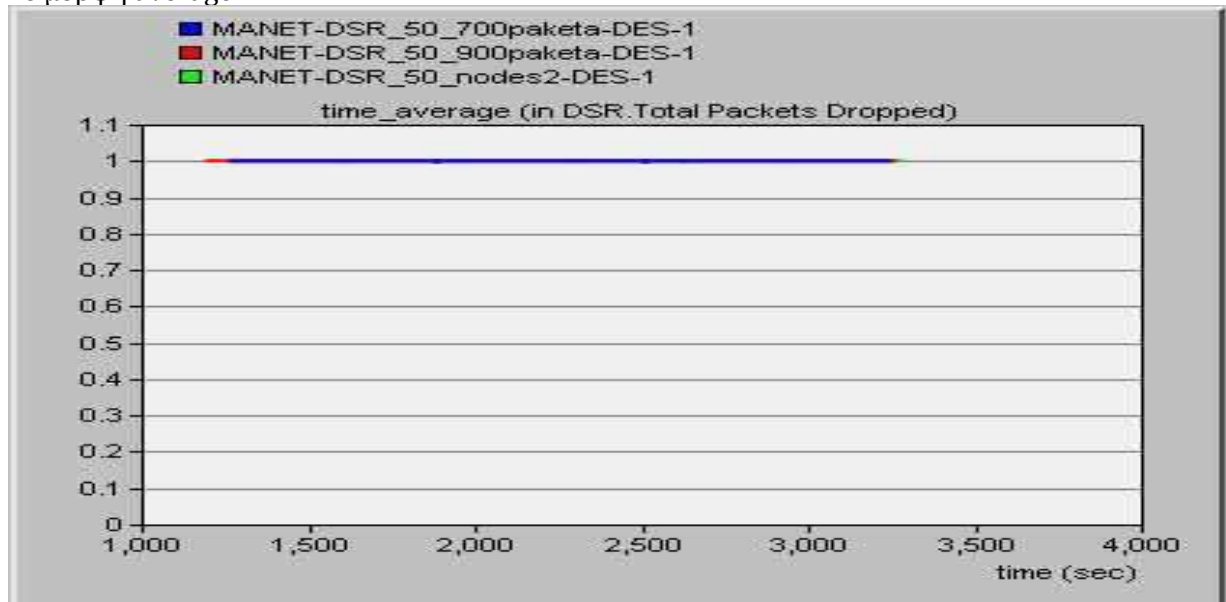 MANET-DSR_50_700paketa-DES-1
MANET-DSR_50_900paketa-DES-1
MANET-DSR_50_nodes2-DES-1
time_average (in DSR.Total Packets Dropped)
1.1
1
0.9
0.8
0.7
0.6
0.5
0.4
0.3
0.2
0.1
0
1,000 1,500 2,000 2,500 3,000 3,500 4,000
time (sec)